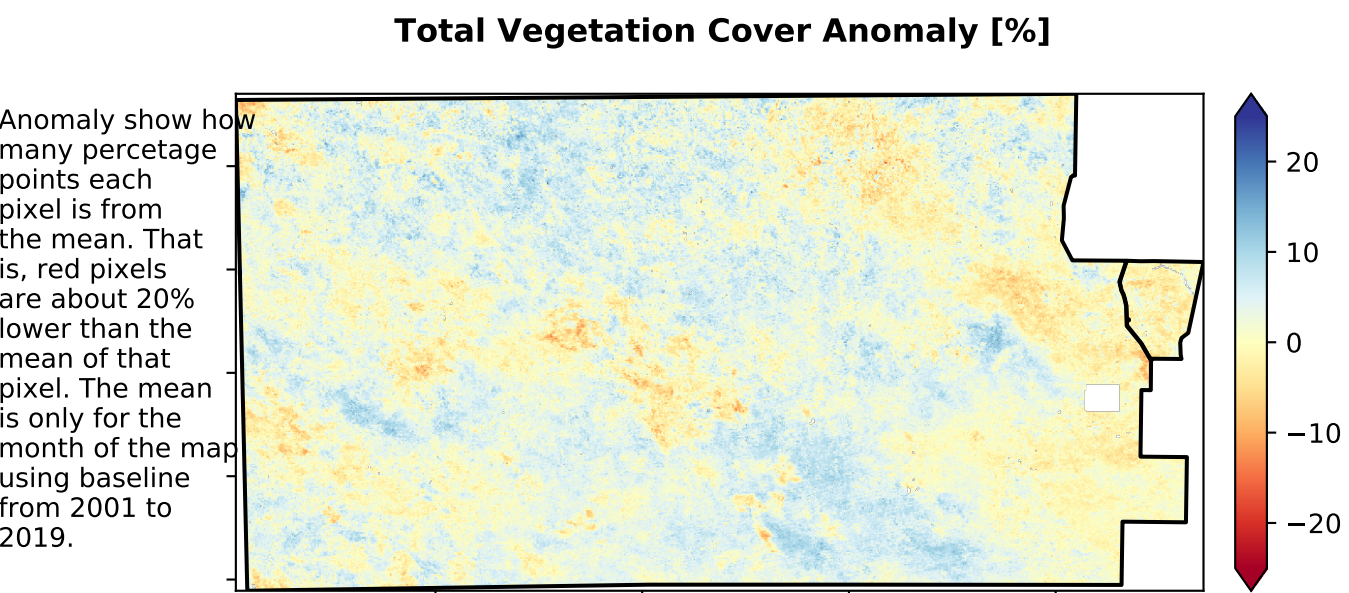 Total Vegetation Cover Anomaly [%]
Anomaly show how
many percetage
points each
pixel is from
the mean. That
is, red pixels
are about 20%
lower than the
mean of that
pixel. The mean
is only for the
month of the map
using baseline
from 2001 to
2019.
20
10
0
−10
−20